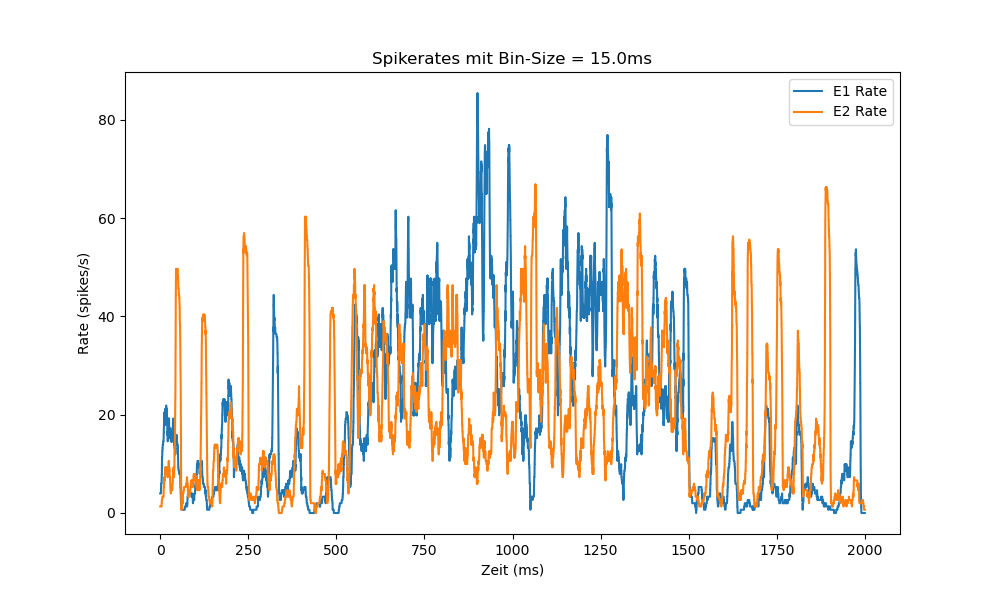 Spikerates mit Bin-Size = 15.0ms
E1 Rate
E2 Rate
80
60
40
20
0
Rate (spikes/s)
0 250 500 750 1000 1250 1500 1750 2000
Zeit (ms)